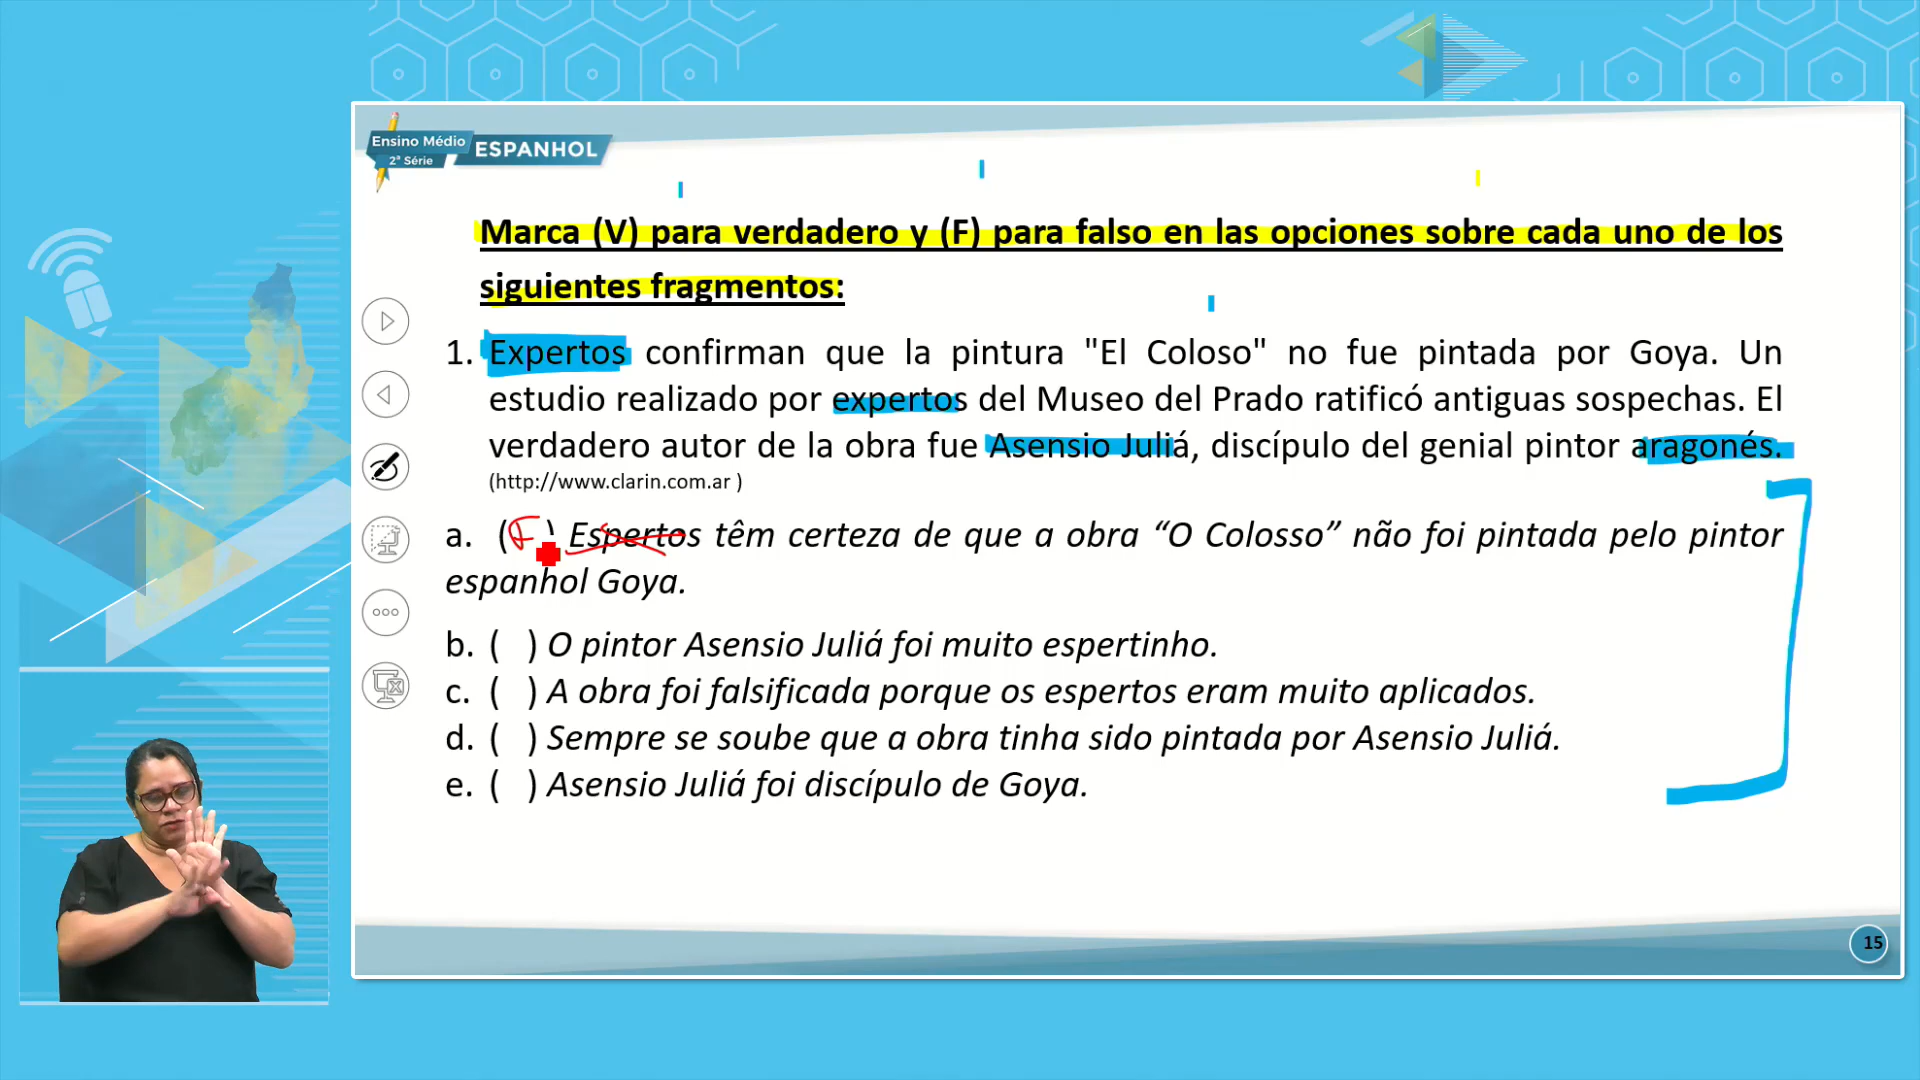 Ensino Médio
2ª Série
ESPANHOL
Marca (V) para verdadero y (F) para falso en las opciones sobre cada uno de los
siguientes fragmentos:
1. Expertos confirman que la pintura "El Coloso" no fue pintada por Goya. Un
estudio realizado por expertos del Museo del Prado ratificó antiguas sospechas. El
verdadero autor de la obra fue Asensio Juliá, discípulo del genial pintor aragonés.
(http://www.clarin.com.ar )
a. (F) Espertos têm certeza de que a obra “O Colosso” não foi pintada pelo pintor
espanhol Goya.
b. ( ) O pintor Asensio Juliá foi muito espertinho.
c. ( ) A obra foi falsificada porque os espertos eram muito aplicados.
d. ( ) Sempre se soube que a obra tinha sido pintada por Asensio Juliá.
e. ( ) Asensio Juliá foi discípulo de Goya.
15